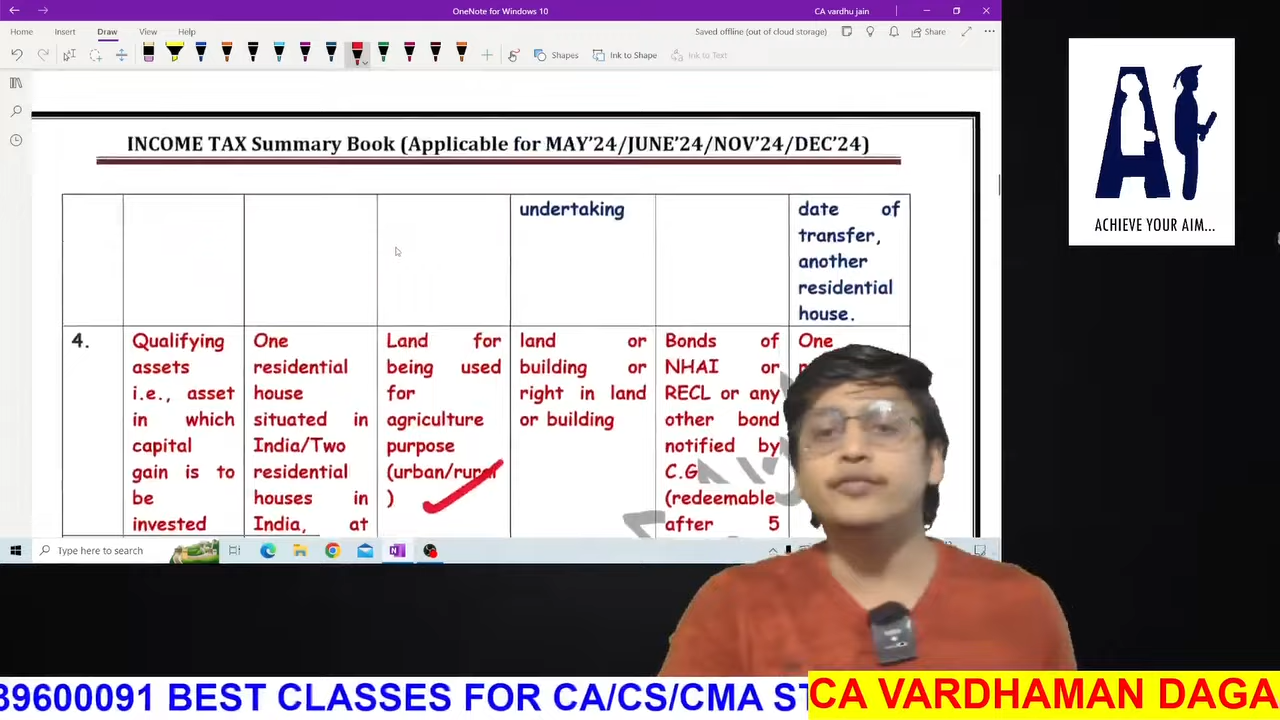 OneNote for Windows 10
CA vardhu jain
Home Insert Draw View Help
Saved offline (out of cloud storage)
Share
Shapes
Ink to Shape
Ink to Text
INCOME TAX Summary Book (Applicable for MAY'24/JUNE'24/NOV'24/DEC'24)
undertaking
date of
transfer,
another
residential
house.
4.
Qualifying
assets
i.e., asset
in which
capital
gain is to
be
invested
One
residential
house
situated in
India/Two
residential
houses in
India, at
Land for
being used
for
agriculture
purpose
(urban/rural
)
land or
building or
right in land
or building
Bonds of
NHAI or
RECL or any
other bond
notified by
C.G
(redeemable
after 5
One
Type here to search
ACHIEVE YOUR AIM...
39600091 BEST CLASSES FOR CA/CS/CMA ST
CA VARDHAMAN DAGA